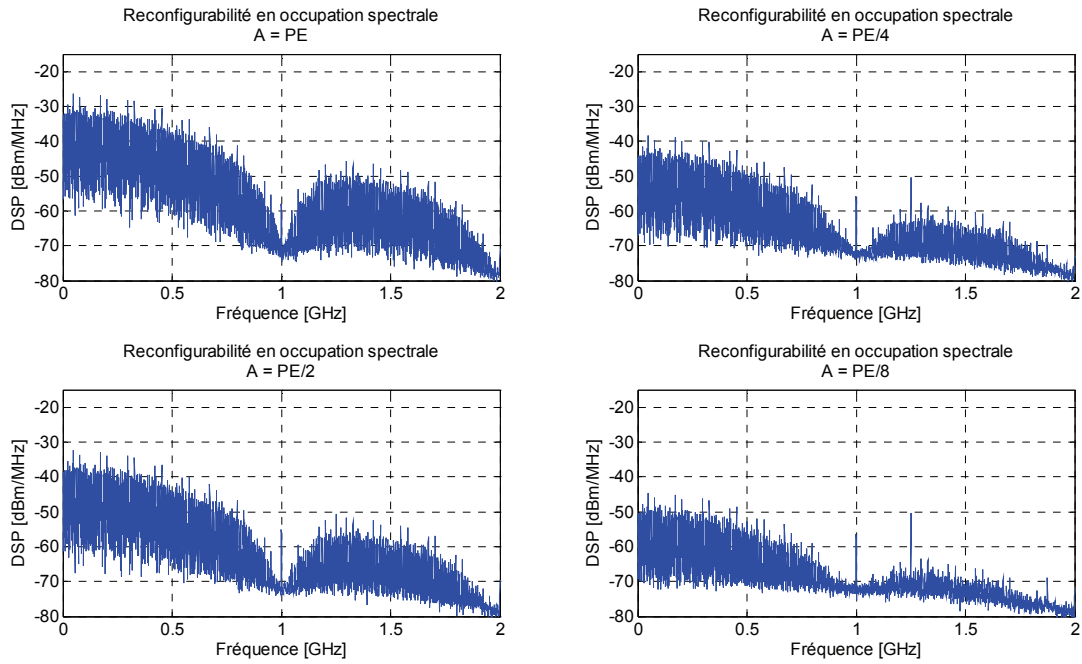 Reconfigurabilité en occupation spectrale
A = PE
-20
-30
-40
-50
-60
-70
-80
DSP [dBm/MHz]
0 0.5 1 1.5 2
Fréquence [GHz]
Reconfigurabilité en occupation spectrale
A = PE/4
-20
-30
-40
-50
-60
-70
-80
DSP [dBm/MHz]
0 0.5 1 1.5 2
Fréquence [GHz]
Reconfigurabilité en occupation spectrale
A = PE/2
-20
-30
-40
-50
-60
-70
-80
DSP [dBm/MHz]
0 0.5 1 1.5 2
Fréquence [GHz]
Reconfigurabilité en occupation spectrale
A = PE/8
-20
-30
-40
-50
-60
-70
-80
DSP [dBm/MHz]
0 0.5 1 1.5 2
Fréquence [GHz]